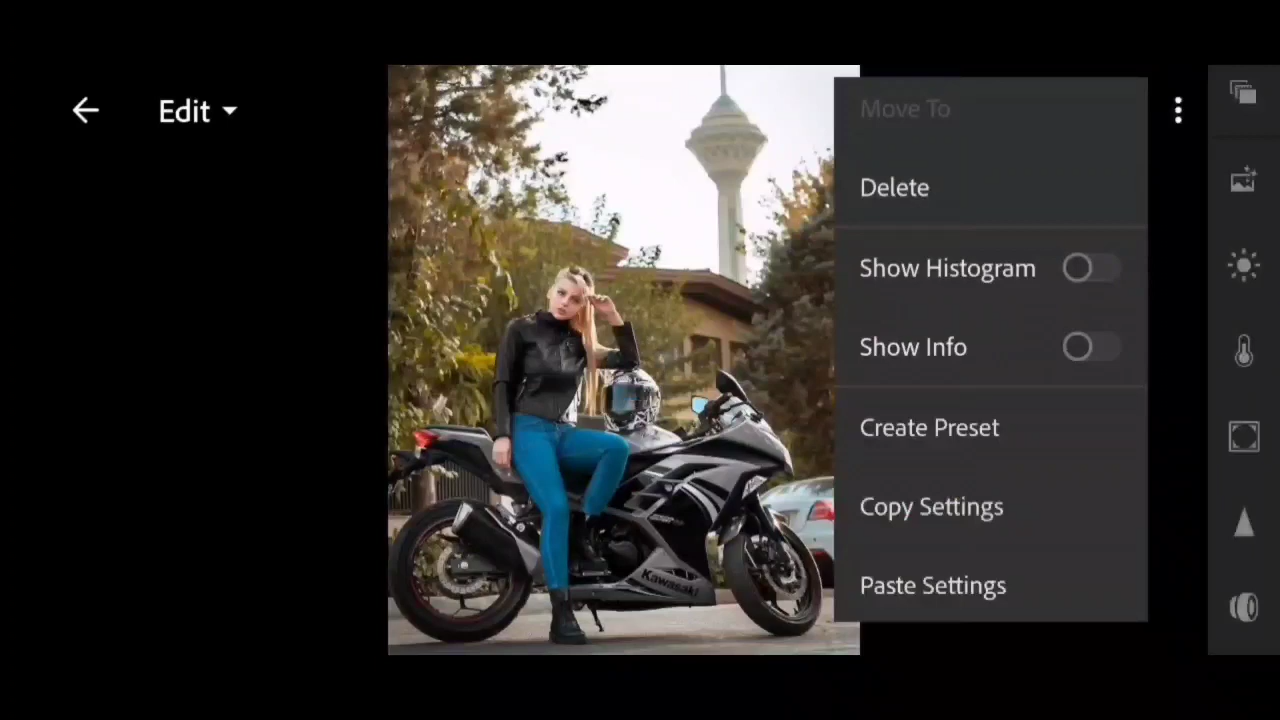 Edit
Move To
Delete
Show Histogram
Show Info
Create Preset
Copy Settings
Paste Settings
Kawasaki